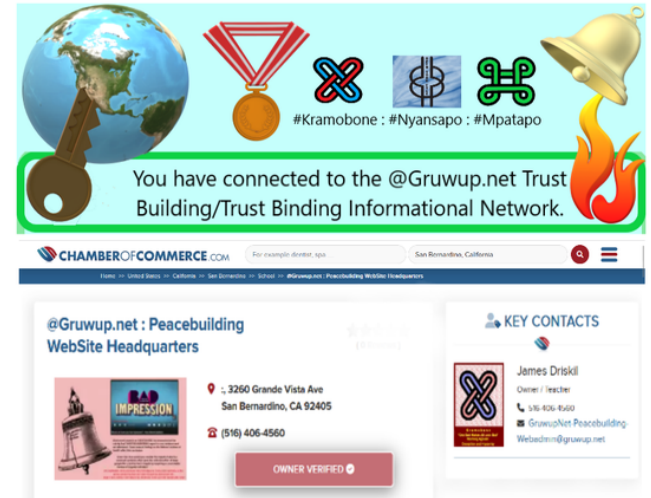 #Kramobone : #Nyansapo : #Mpatapo
You have connected to the @Gruwup.net Trust
Building/Trust Binding Informational Network.
CHAMBEROFCOMMERCE.COM
For example dentist, spa
San Bernardino, California
Home >> United States >> California >> San Bernardino >> School >> @Gruwup.net : Peacebuilding WebSite Headquarters
@Gruwup.net : Peacebuilding
WebSite Headquarters
KEY CONTACTS
BAD
IMPRESSION
:, 3260 Grande Vista Ave
San Bernardino, CA 92405
(516) 406-4560
OWNER VERIFIED
James Driskil
Owner / Teacher
516-406-4560
GruwupNet-Peacebuilding-
Webadmin@gruwup.net